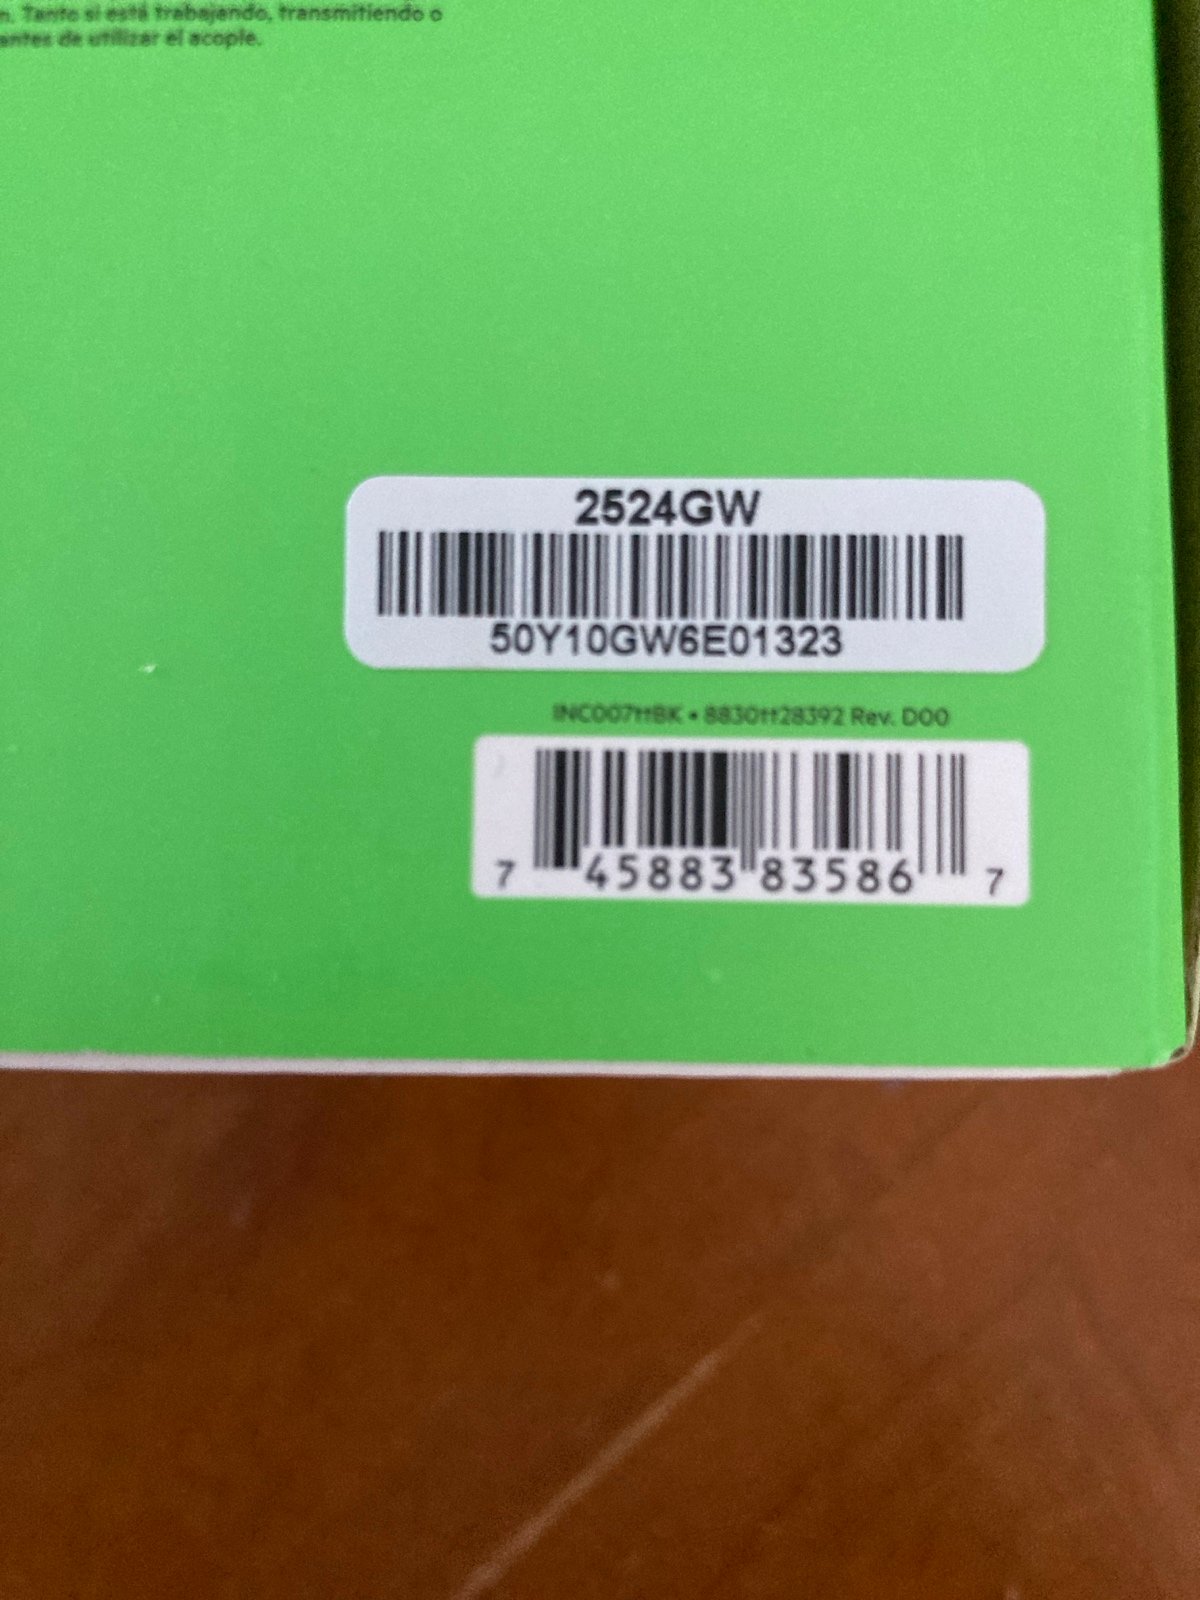 n. Tanto si está trabajando, transmitiendo o
antes de utilizar el acople.
2524GW
50Y10GW6E01323
INC007ttBK • 8830tt28392 Rev. D00
7 45883 83586 7